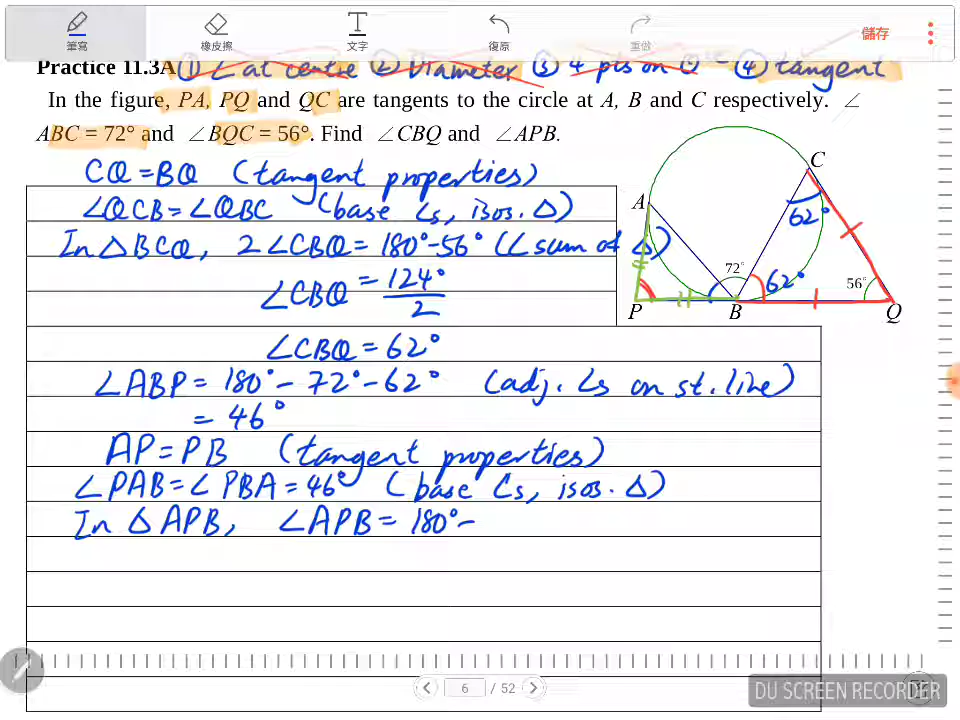 筆寫 橡皮擦 文字 復原 重做 儲存
Practice 11.3A ① ∠ at centre ② Diameter ③ 4 pts on ④ tangent
In the figure, PA, PQ and QC are tangents to the circle at A, B and C respectively. ∠
ABC = 72° and ∠BQC = 56°. Find ∠CBQ and ∠APB.
CQ = BQ (tangent properties)
∠QCB = ∠QBC (base ∠s, isos. △)
In △BCQ, 2∠CBQ = 180° - 56° (∠ sum of △)
∠CBQ = 124°
2
∠CBQ = 62°
∠ABP = 180° - 72° - 62° (adj. ∠s on st. line)
= 46°
AP = PB (tangent properties)
∠PAB = ∠PBA = 46° (base ∠s, isos. △)
In △APB, ∠APB = 180° -
C
62°
A
72°
62°
56°
P B Q
6 / 52
DU SCREEN RECORDER